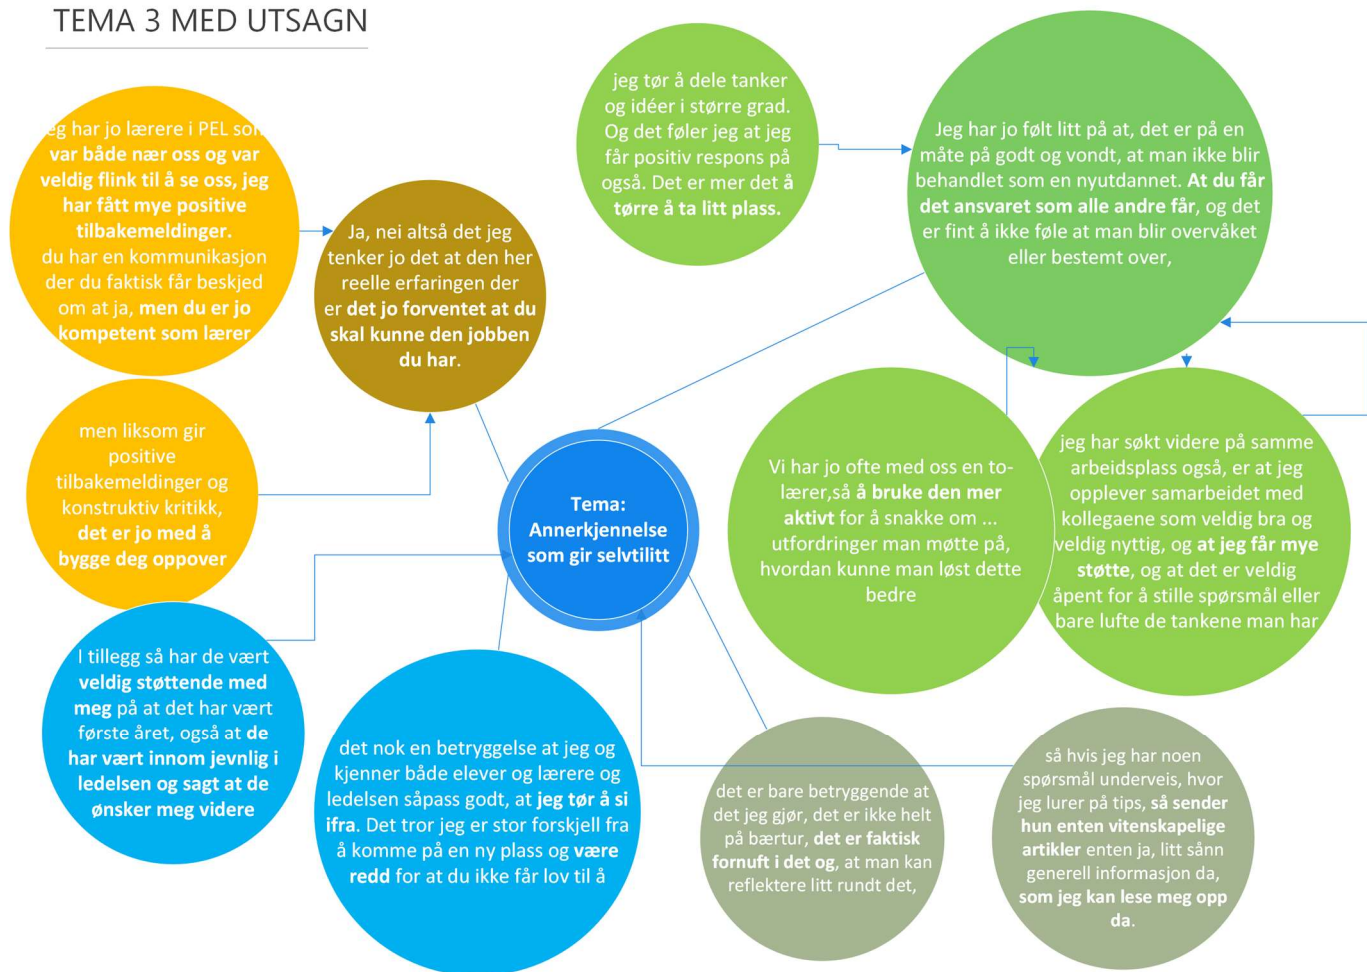 TEMA 3 MED UTSAGN
eg har jo lærere i PEL som
var både nær oss og var
veldig flink til å se oss, jeg
har fått mye positive
tilbakemeldinger.
du har en kommunikasjon
der du faktisk får beskjed
om at ja, men du er jo
kompetent som lærer
Ja, nei altså det jeg
tenker jo det at den her
reelle erfaringen der
er det jo forventet at du
skal kunne den jobben
du har.
jeg tør å dele tanker
og idéer i større grad.
Og det føler jeg at jeg
får positiv respons på
også. Det er mer det å
tørre å ta litt plass.
Jeg har jo følt litt på at, det er på en
måte på godt og vondt, at man ikke blir
behandlet som en nyutdannet. At du får
det ansvaret som alle andre får, og det
er fint å ikke føle at man blir overvåket
eller bestemt over,
men liksom gir
positive
tilbakemeldinger og
konstruktiv kritikk,
det er jo med å
bygge deg oppover
Tema:
Annerkjennelse
som gir selvtilitt
Vi har jo ofte med oss en to-
lærer,så å bruke den mer
aktivt for å snakke om ...
utfordringer man møtte på,
hvordan kunne man løst dette
bedre
jeg har søkt videre på samme
arbeidsplass også, er at jeg
opplever samarbeidet med
kollegaene som veldig bra og
veldig nyttig, og at jeg får mye
støtte, og at det er veldig
åpent for å stille spørsmål eller
bare lufte de tankene man har
I tillegg så har de vært
veldig støttende med
meg på at det har vært
første året, også at de
har vært innom jevnlig i
ledelsen og sagt at de
ønsker meg videre
det nok en betryggelse at jeg og
kjenner både elever og lærere og
ledelsen såpass godt, at jeg tør å si
ifra. Det tror jeg er stor forskjell fra
å komme på en ny plass og være
redd for at du ikke får lov til å
det er bare betryggende at
det jeg gjør, det er ikke helt
på bærtur, det er faktisk
fornuft i det og, at man kan
reflektere litt rundt det,
så hvis jeg har noen
spørsmål underveis, hvor
jeg lurer på tips, så sender
hun enten vitenskapelige
artikler enten ja, litt sånn
generell informasjon da,
som jeg kan lese meg opp
da.